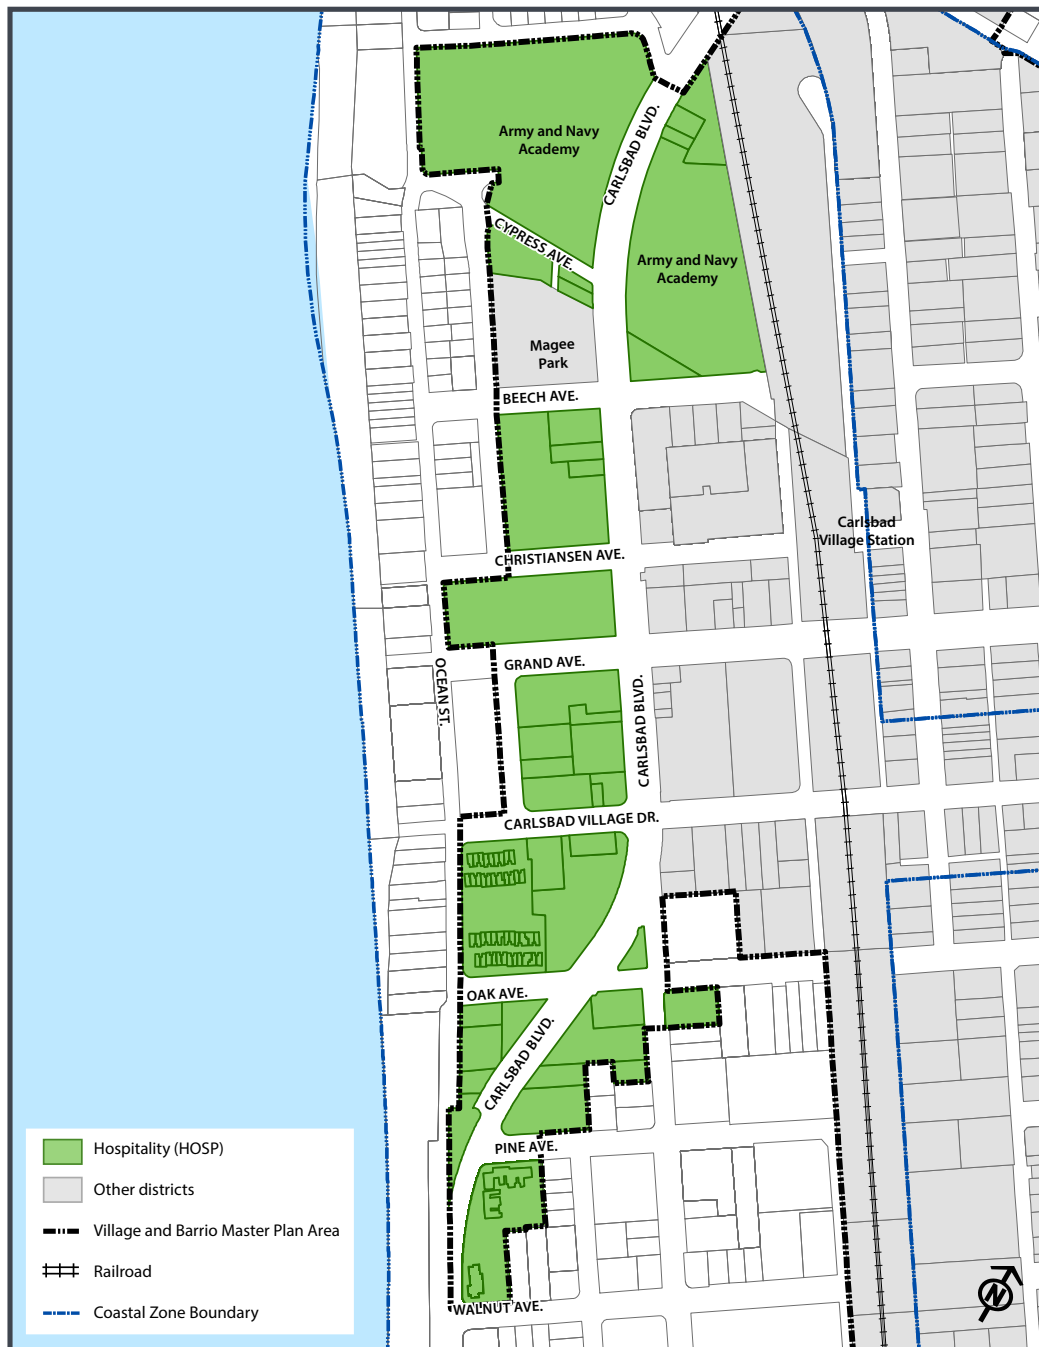 Army and Navy
Academy
CARLSBAD BLVD.
CYPRESS AVE.
Army and Navy
Academy
Magee
Park
BEECH AVE.
Carlsbad
Village Station
CHRISTIANSEN AVE.
GRAND AVE.
OCEAN ST.
CARLSBAD BLVD.
CARLSBAD VILLAGE DR.
OAK AVE.
CARLSBAD BLVD.
PINE AVE.
WALNUT AVE.
Hospitality (HOSP)
Other districts
Village and Barrio Master Plan Area
Railroad
Coastal Zone Boundary
N